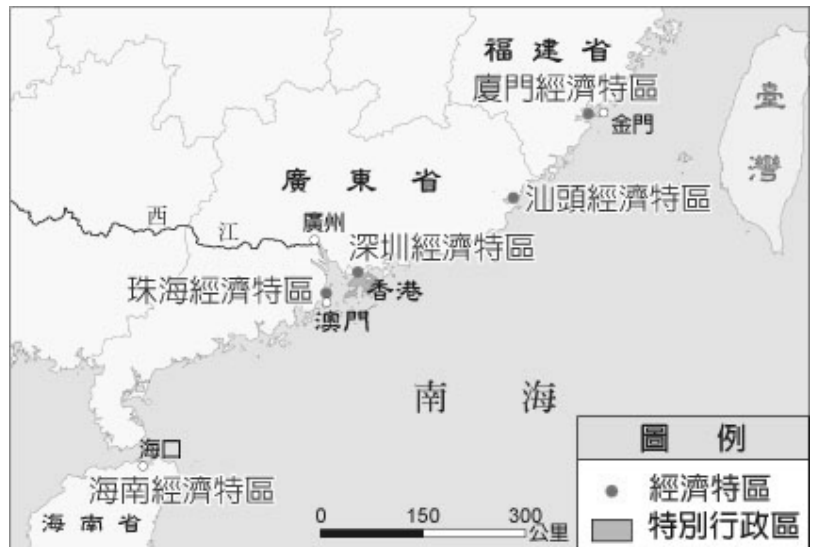 福建省
廈門經濟特區
金門
臺灣
廣東省
汕頭經濟特區
西江
廣州
深圳經濟特區
珠海經濟特區
香港
澳門
南海
海口
海南經濟特區
海南省
0 150 300公里
圖例
經濟特區
特別行政區